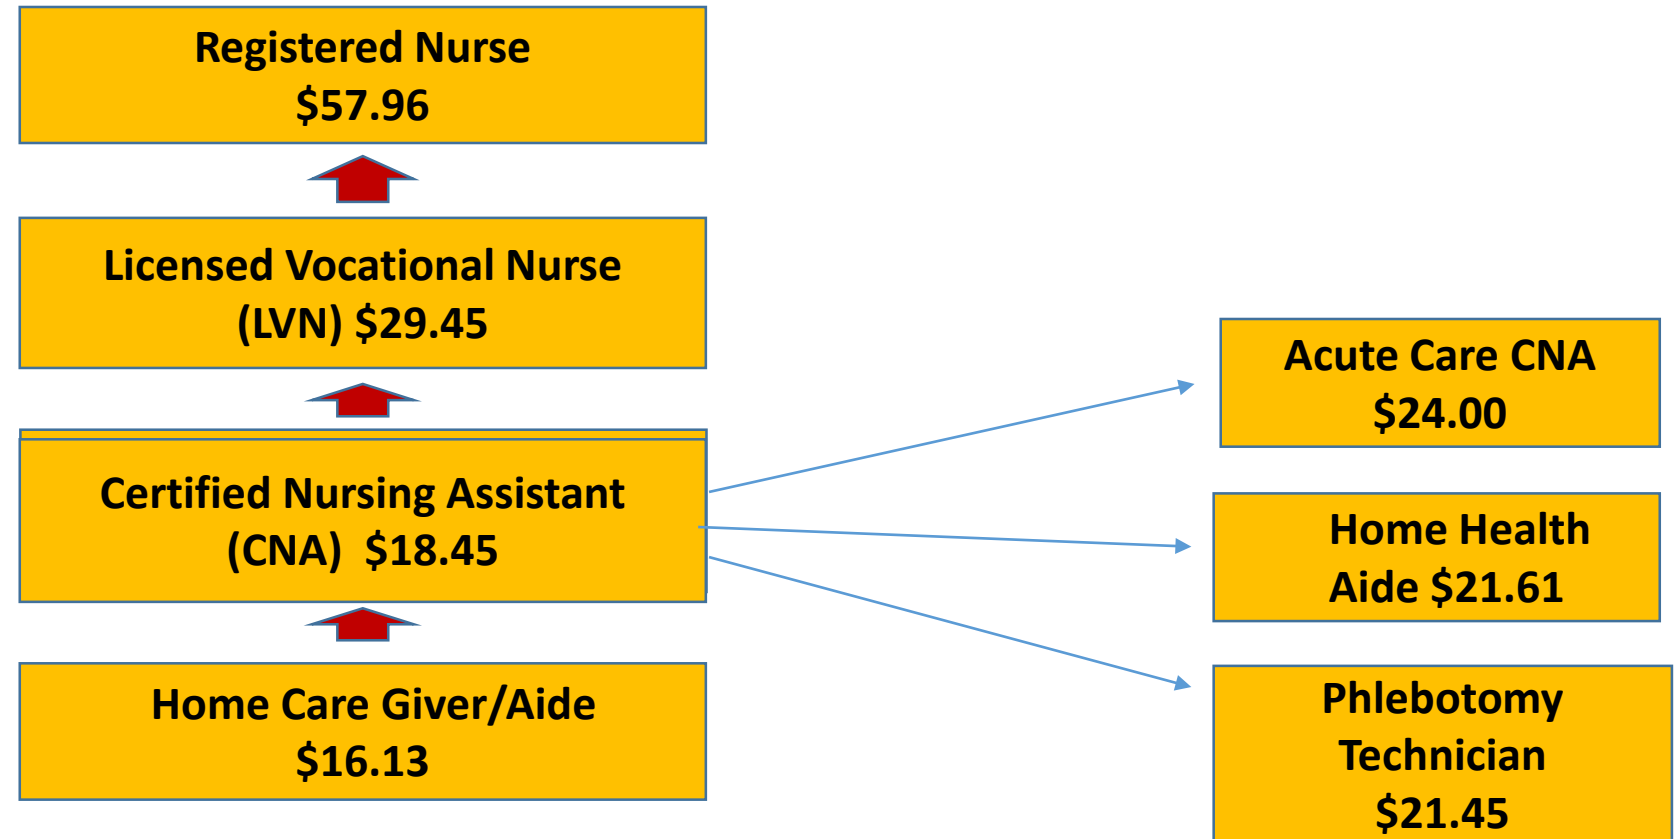 Registered Nurse
$57.96
Licensed Vocational Nurse
(LVN) $29.45
Certified Nursing Assistant
(CNA)  $18.45
Home Care Giver/Aide
$16.13
Acute Care CNA
$24.00
Home Health
Aide $21.61
Phlebotomy
Technician
$21.45